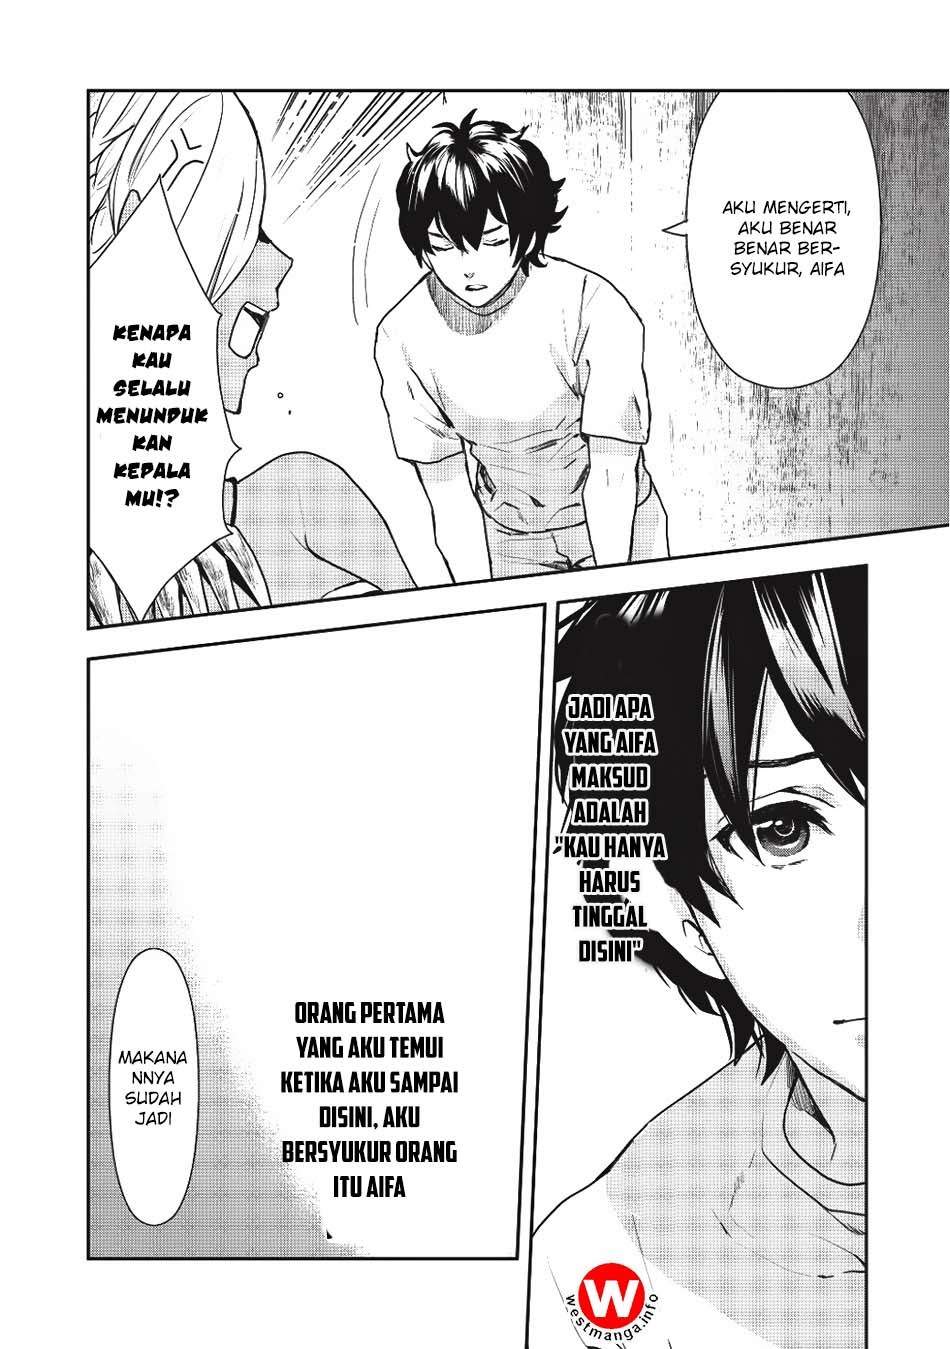 AKU MENGERTI,
AKU BENAR
BENAR BER-
SYUKUR, AIFA
KENAPA
KAU
SELALU
MENUNDUK
KAN
KEPALA
MU!?
JADI APA
YANG AIFA
MAKSUD
ADALAH
"KAU HANYA
HARUS
TINGGAL
DISINI"
ORANG PERTAMA
YANG AKU TEMUI
KETIKA AKU SAMPAI
DISINI, AKU
BERSYUKUR ORANG
ITU AIFA
MAKANA
NNYA
SUDAH
JADI
W
westmanga.info